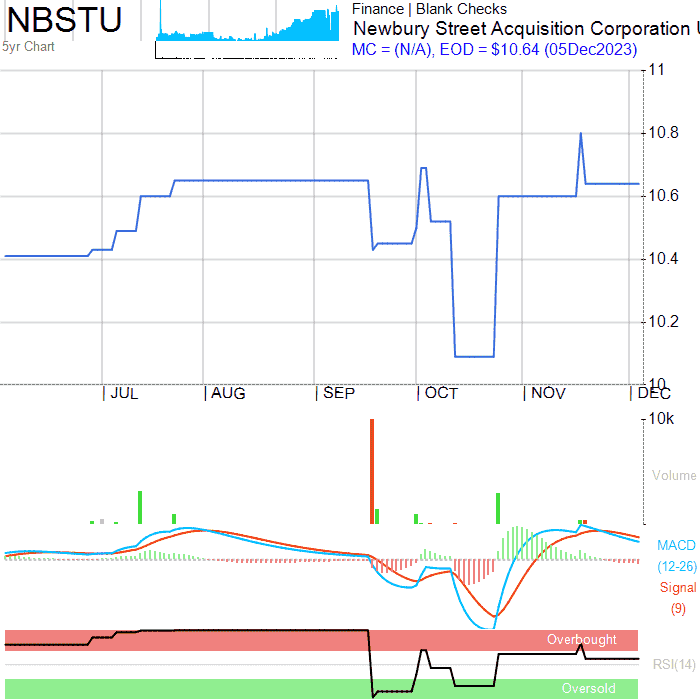 NBSTU
5yr Chart
Finance | Blank Checks
Newbury Street Acquisition Corporation U
MC = (N/A), EOD = $10.64 (05Dec2023)
11
10.8
10.6
10.4
10.2
10
JUL
AUG
SEP
OCT
NOV
DEC
10k
Volume
MACD
(12-26)
Signal
(9)
Overbought
RSI(14)
Oversold